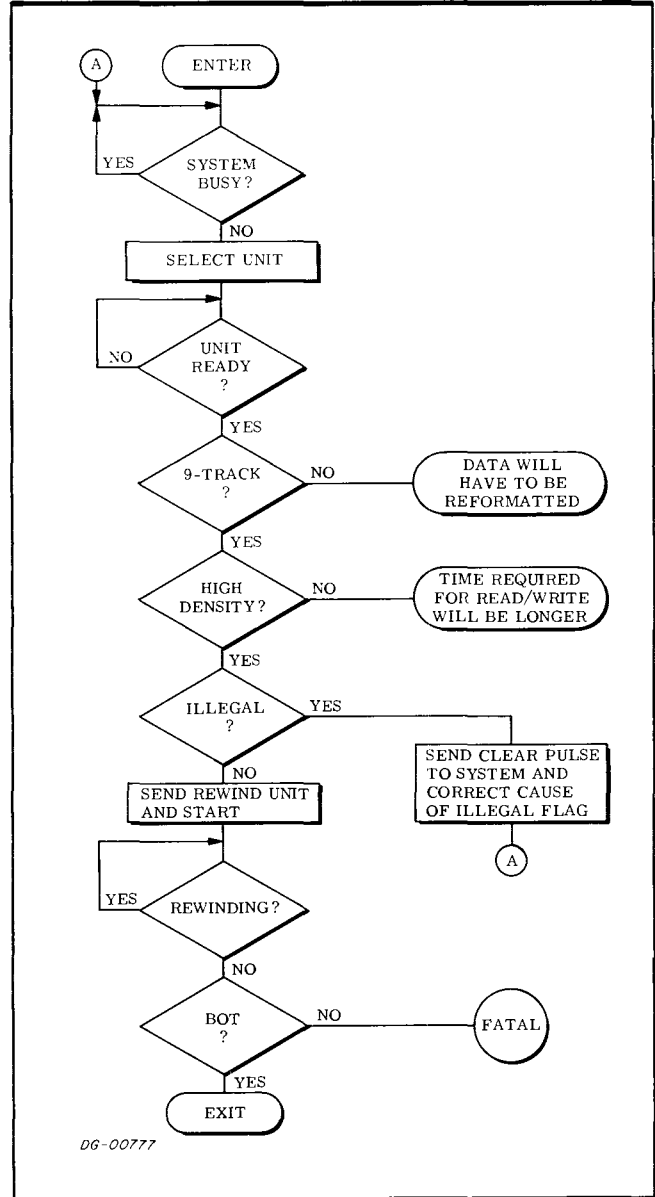 A
ENTER
YES
SYSTEM
BUSY?
NO
SELECT UNIT
NO
UNIT
READY
?
YES
9-TRACK
?
NO
DATA WILL
HAVE TO BE
REFORMATTED
YES
HIGH
DENSITY?
NO
TIME REQUIRED
FOR READ/WRITE
WILL BE LONGER
YES
ILLEGAL
?
YES
SEND CLEAR PULSE
TO SYSTEM AND
CORRECT CAUSE
OF ILLEGAL FLAG
A
NO
SEND REWIND UNIT
AND START
YES
REWINDING?
NO
BOT
?
NO
FATAL
YES
EXIT
DG-00777